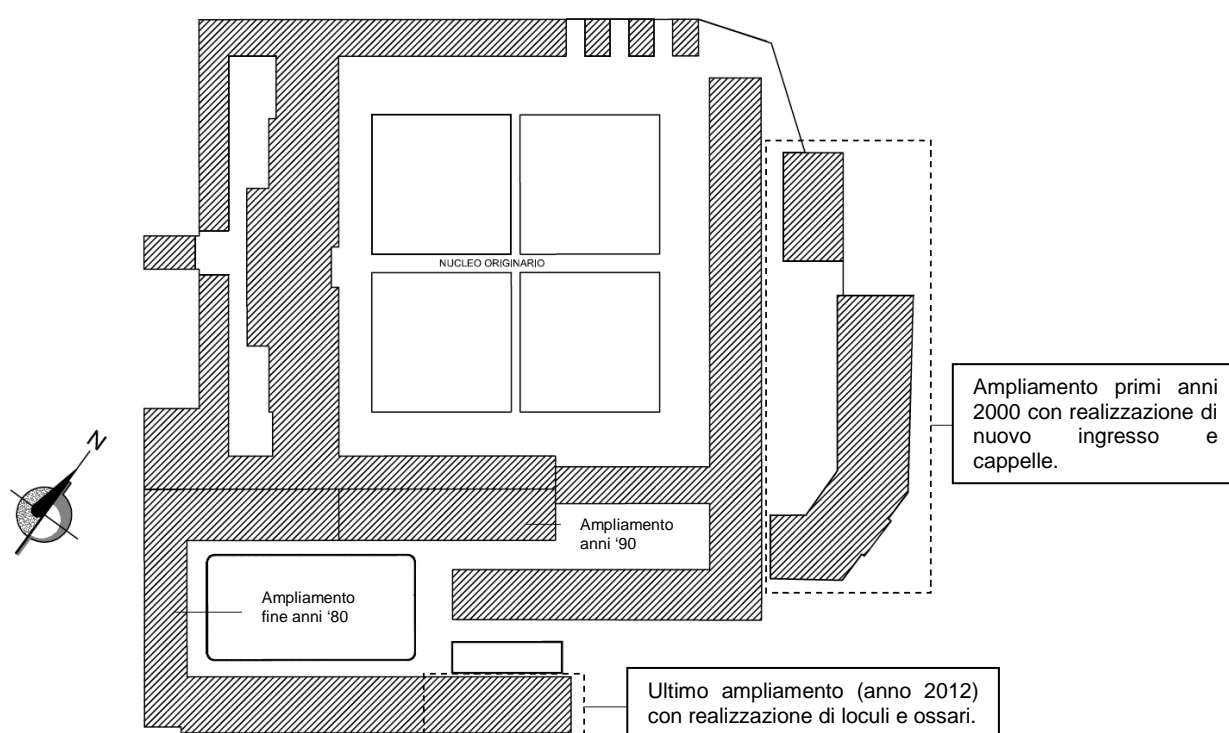 NUCLEO ORIGINARIO
N
Ampliamento primi anni
2000 con realizzazione di
nuovo ingresso e
cappelle.
Ampliamento
anni ‘90
Ampliamento
fine anni ‘80
Ultimo ampliamento (anno 2012)
con realizzazione di loculi e ossari.